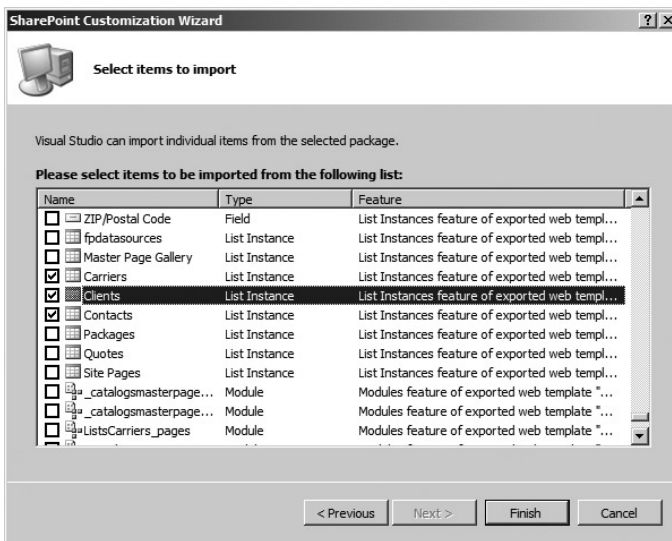 SharePoint Customization Wizard
Select items to import
Visual Studio can import individual items from the selected package.
Please select items to be imported from the following list:
Name Type Feature
ZIP/Postal Code Field List Instances feature of exported web templ...
fpdatasources List Instance List Instances feature of exported web templ...
Master Page Gallery List Instance List Instances feature of exported web templ...
Carriers List Instance List Instances feature of exported web templ...
Clients List Instance List Instances feature of exported web templ...
Contacts List Instance List Instances feature of exported web templ...
Packages List Instance List Instances feature of exported web templ...
Quotes List Instance List Instances feature of exported web templ...
Site Pages List Instance List Instances feature of exported web templ...
_catalogsmasterpage... Module Modules feature of exported web template "...
_catalogsmasterpage... Module Modules feature of exported web template "...
ListsCarriers_pages Module Modules feature of exported web template "...
< Previous Next > Finish Cancel